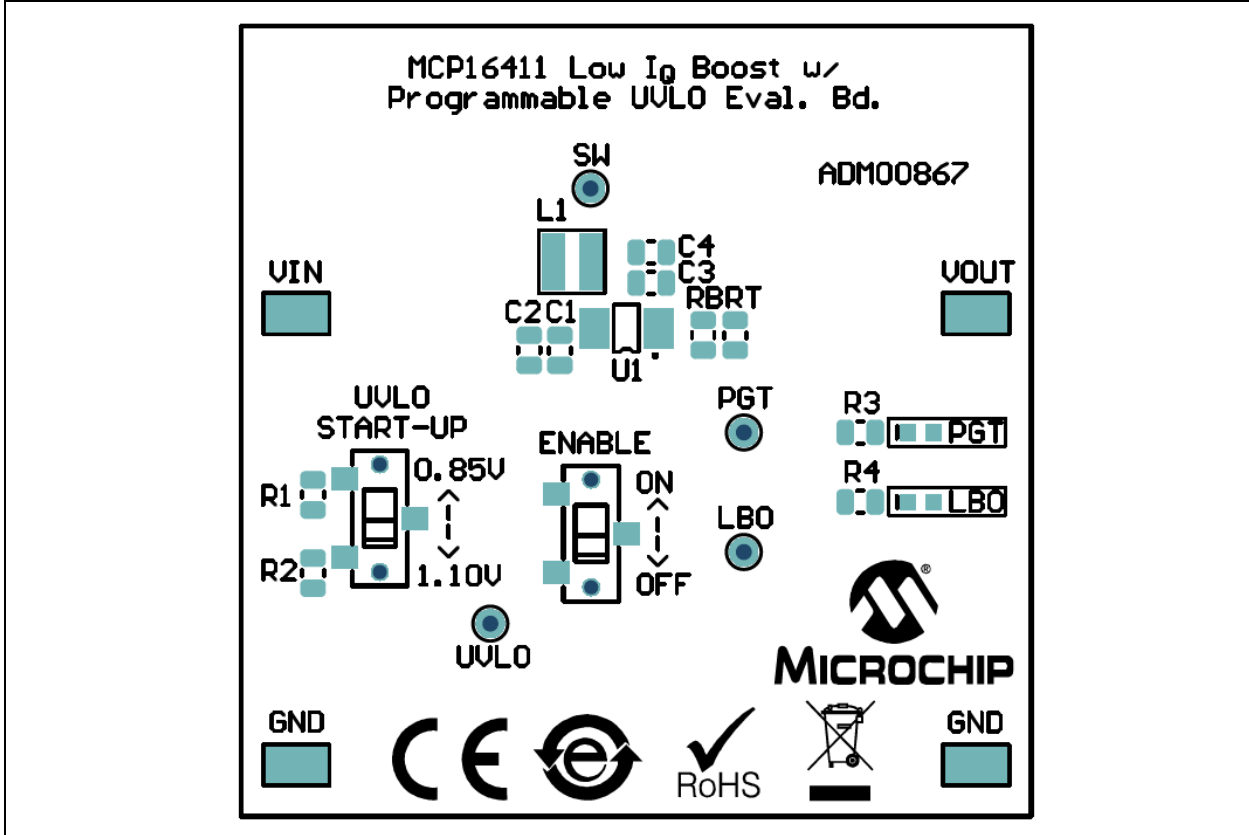 MCP16411 Low IQ Boost w/
Programmable UVLO Eval. Bd.
SW
ADM00867
L1
C4
C3
VIN
VOUT
RB RT
C2 C1
U1
UVLO
START-UP
PGT
R3
PGT
ENABLE
0.85V
ON
R4
R1
LBO
LBO
R2
1.10V
OFF
®
UVLO
MICROCHIP
GND
GND
CE
e
RoHS